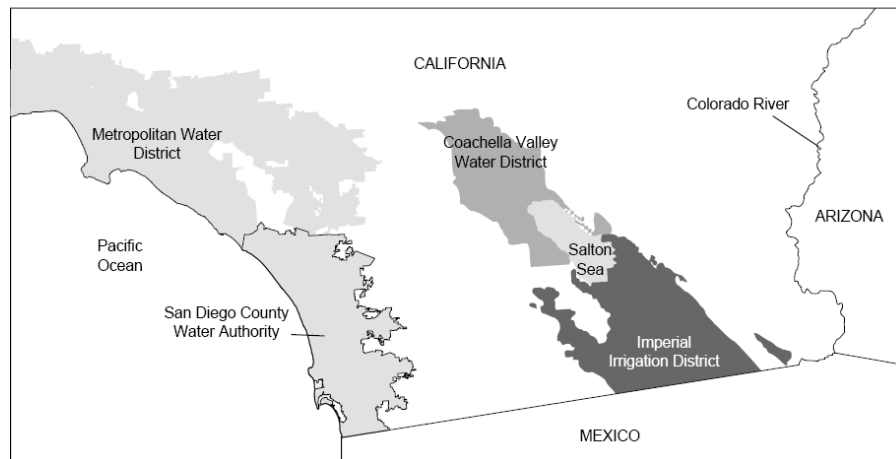 CALIFORNIA
Colorado River
Metropolitan Water
District
Coachella Valley
Water District
ARIZONA
Pacific
Ocean
Salton
Sea
San Diego County
Water Authority
Imperial
Irrigation District
MEXICO